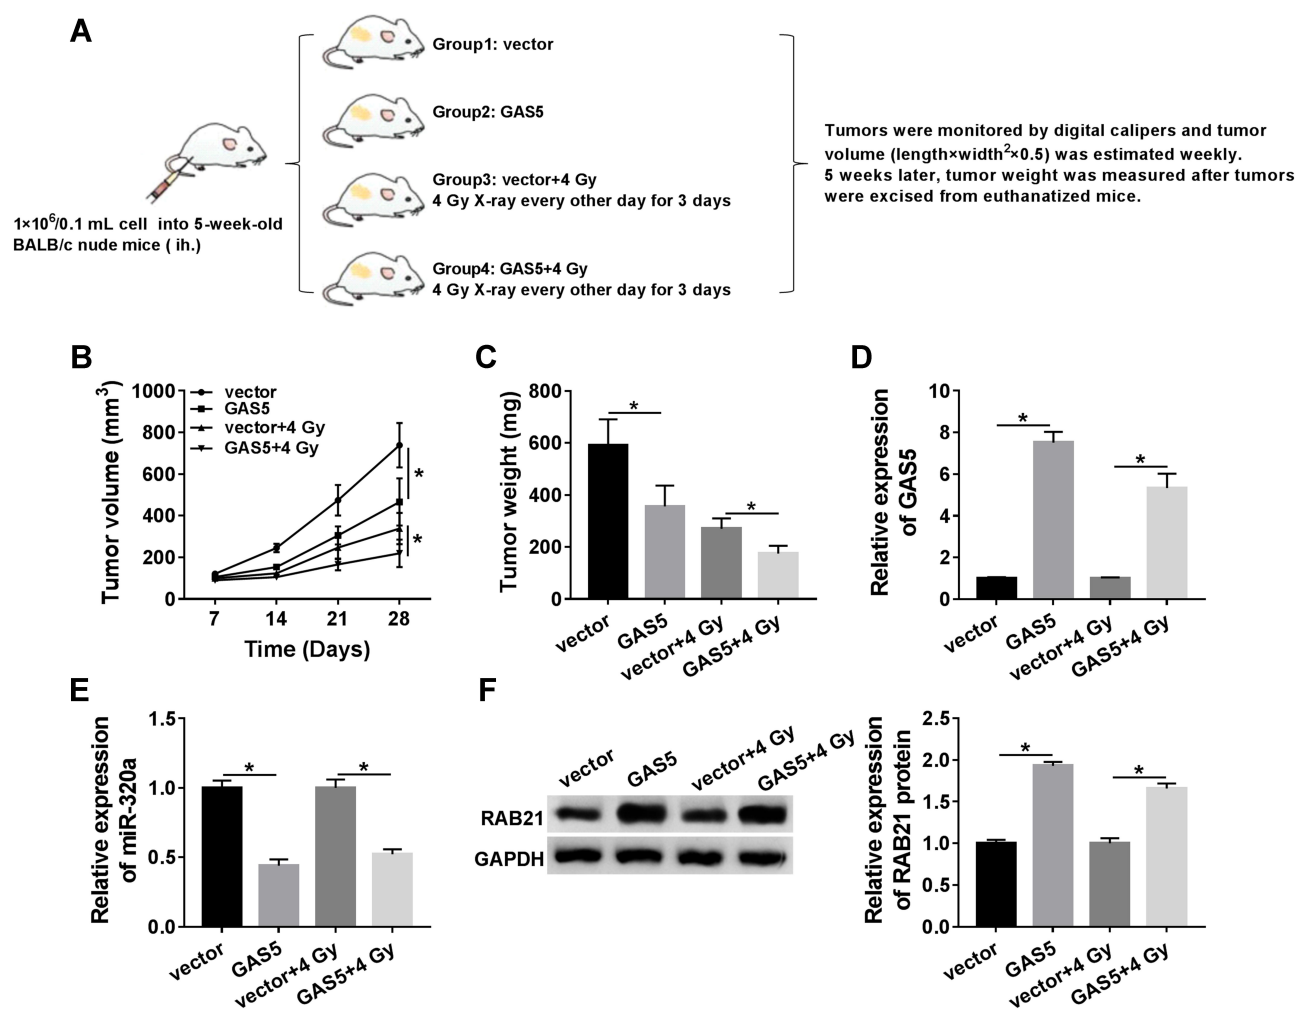 A
Group1: vector
Group2: GAS5
Group3: vector+4 Gy
4 Gy X-ray every other day for 3 days
Group4: GAS5+4 Gy
4 Gy X-ray every other day for 3 days
1×10⁶/0.1 mL cell into 5-week-old
BALB/c nude mice ( ih.)
Tumors were monitored by digital calipers and tumor
volume (length×width²×0.5) was estimated weekly.
5 weeks later, tumor weight was measured after tumors
were excised from euthanatized mice.
B
Tumor volume (mm³)
1000
800
600
400
200
0
vector
GAS5
vector+4 Gy
GAS5+4 Gy
*
*
7 14 21 28
Time (Days)
C
Tumor weight (mg)
800
600
400
200
0
*
*
vector
GAS5
vector+4 Gy
GAS5+4 Gy
D
Relative expression
of GAS5
10
8
6
4
2
0
*
*
vector
GAS5
vector+4 Gy
GAS5+4 Gy
E
Relative expression
of miR-320a
1.5
1.0
0.5
0.0
*
*
vector
GAS5
vector+4 Gy
GAS5+4 Gy
F
vector
GAS5
vector+4 Gy
GAS5+4 Gy
RAB21
GAPDH
Relative expression
of RAB21 protein
2.5
2.0
1.5
1.0
0.5
0.0
*
*
vector
GAS5
vector+4 Gy
GAS5+4 Gy